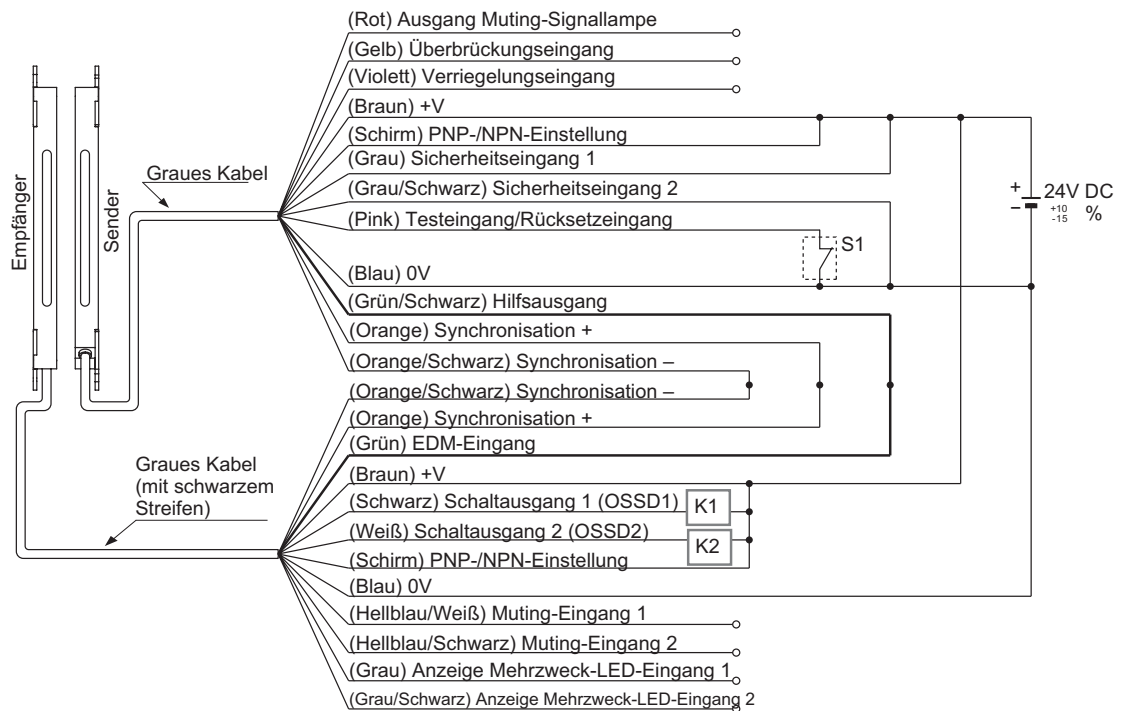 (Rot) Ausgang Muting-Signallampe
(Gelb) Überbrückungseingang
(Violett) Verriegelungseingang
(Braun) +V
(Schirm) PNP-/NPN-Einstellung
(Grau) Sicherheitseingang 1
(Grau/Schwarz) Sicherheitseingang 2
(Pink) Testeingang/Rücksetzeingang
(Blau) 0V
(Grün/Schwarz) Hilfsausgang
(Orange) Synchronisation +
(Orange/Schwarz) Synchronisation –
(Orange/Schwarz) Synchronisation –
(Orange) Synchronisation +
(Grün) EDM-Eingang
(Braun) +V
(Schwarz) Schaltausgang 1 (OSSD1)
(Weiß) Schaltausgang 2 (OSSD2)
(Schirm) PNP-/NPN-Einstellung
(Blau) 0V
(Hellblau/Weiß) Muting-Eingang 1
(Hellblau/Schwarz) Muting-Eingang 2
(Grau) Anzeige Mehrzweck-LED-Eingang 1
(Grau/Schwarz) Anzeige Mehrzweck-LED-Eingang 2
Empfänger
Sender
Graues Kabel
Graues Kabel
(mit schwarzem
Streifen)
S1
K1
K2
+
–
24V DC
+10
-15 %